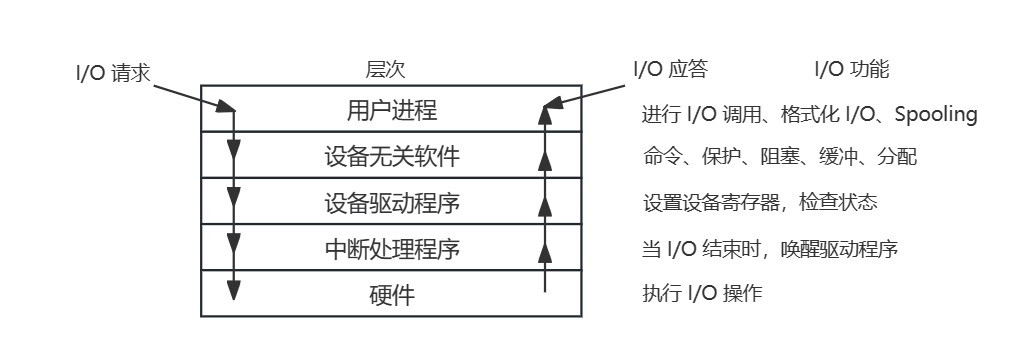 I/O 请求 层次 I/O 应答 I/O 功能
用户进程 进行 I/O 调用、格式化 I/O、Spooling
设备无关软件 命令、保护、阻塞、缓冲、分配
设备驱动程序 设置设备寄存器，检查状态
中断处理程序 当 I/O 结束时，唤醒驱动程序
硬件 执行 I/O 操作